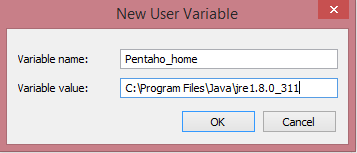 New User Variable
Variable name: Pentaho_home
Variable value: C:\Program Files\Java\jre1.8.0_311
OK Cancel